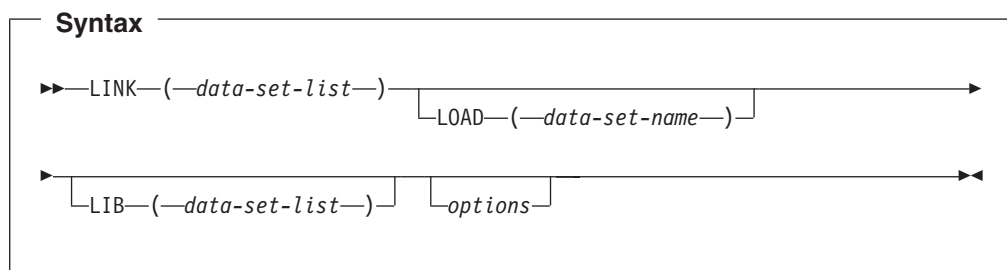 Syntax
LINK ( data-set-list )
LOAD ( data-set-name )
LIB ( data-set-list )
options